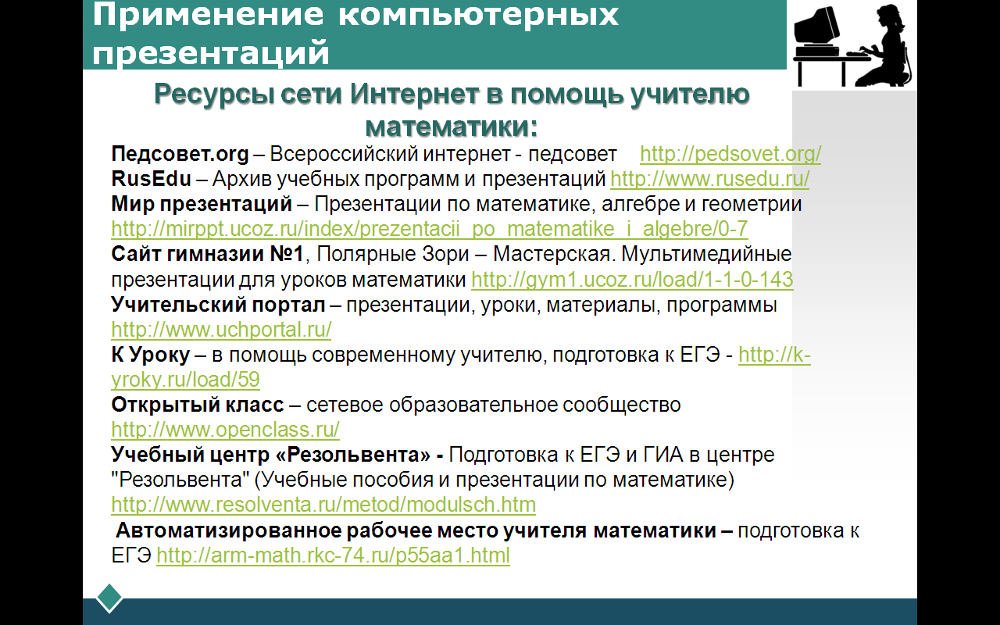 Применение компьютерных
презентаций
Ресурсы сети Интернет в помощь учителю
математики:
Педсовет.org – Всероссийский интернет - педсовет http://pedsovet.org/
RusEdu – Архив учебных программ и презентаций http://www.rusedu.ru/
Мир презентаций – Презентации по математике, алгебре и геометрии
http://mirppt.ucoz.ru/index/prezentacii_po_matematike_i_algebre/0-7
Сайт гимназии №1, Полярные Зори – Мастерская. Мультимедийные
презентации для уроков математики http://gym1.ucoz.ru/load/1-1-0-143
Учительский портал – презентации, уроки, материалы, программы
http://www.uchportal.ru/
К Уроку – в помощь современному учителю, подготовка к ЕГЭ - http://k-
yroky.ru/load/59
Открытый класс – сетевое образовательное сообщество
http://www.openclass.ru/
Учебный центр «Резольвента» - Подготовка к ЕГЭ и ГИА в центре
"Резольвента" (Учебные пособия и презентации по математике)
http://www.resolventa.ru/metod/modulsch.htm
Автоматизированное рабочее место учителя математики – подготовка к
ЕГЭ http://arm-math.rkc-74.ru/p55aa1.html